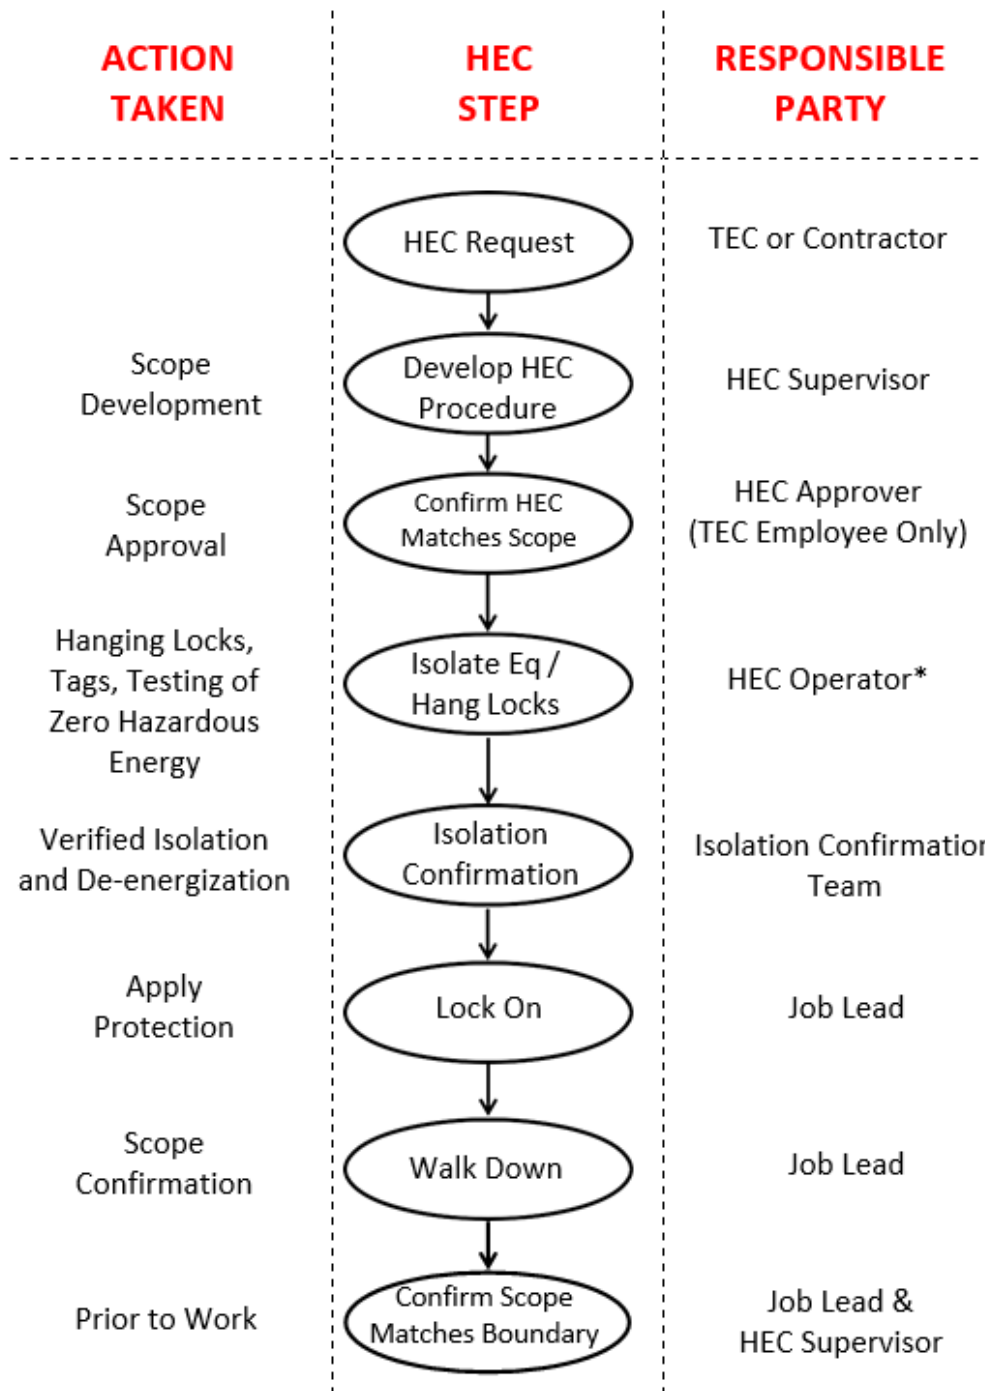 ACTION
TAKEN
HEC
STEP
RESPONSIBLE
PARTY
HEC Request
TEC or Contractor
Scope
Development
Develop HEC
Procedure
HEC Supervisor
Scope
Approval
Confirm HEC
Matches Scope
HEC Approver
(TEC Employee Only)
Hanging Locks,
Tags, Testing of
Zero Hazardous
Energy
Isolate Eq /
Hang Locks
HEC Operator*
Verified Isolation
and De-energization
Isolation
Confirmation
Isolation Confirmation
Team
Apply
Protection
Lock On
Job Lead
Scope
Confirmation
Walk Down
Job Lead
Prior to Work
Confirm Scope
Matches Boundary
Job Lead &
HEC Supervisor